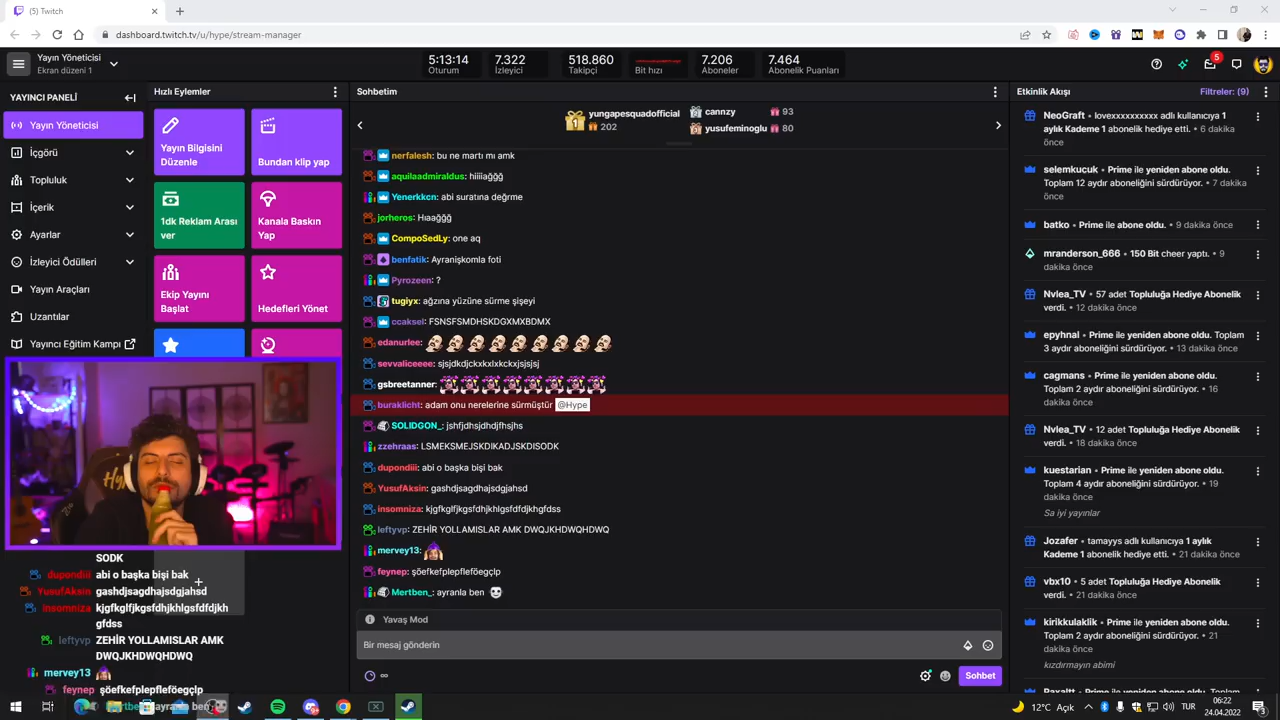 (5) Twitch
dashboard.twitch.tv/u/hype/stream-manager
Yayın Yöneticisi
Ekran düzeni 1
5:13:14
Oturum
7.322
İzleyici
518.860
Takipçi
Bit hızı
7.206
Aboneler
7.464
Abonelik Puanları
5
YAYINCI PANELİ
Yayın Yöneticisi
İçgörü
Topluluk
İçerik
Ayarlar
İzleyici Ödülleri
Yayın Araçları
Uzantılar
Yayıncı Eğitim Kampı
Hızlı Eylemler
Yayın Bilgisini
Düzenle
Bundan klip yap
1dk Reklam Arası
ver
Kanala Baskın
Yap
Ekip Yayını
Başlat
Hedefleri Yönet
Sohbetim
yungapesquadofficial
202
cannzy 93
yusufeminoglu 80
nerfalesh: bu ne martı mı amk
aquilaadmiraldus: hiiiiağğğ
Yenerkkcn: abi suratına değrme
jorheros: Hıaağğğ
CompoSedLy: one aq
benfatik: Ayranişkomla foti
Pyrozeen: ?
tugiyx: ağzına yüzüne sürme şişeyi
ccaksel: FSNSFSMDHSKDGXMXBDMX
edanurlee:
sevvaliceeee: sjsjdkdjckxkxlxkckxjsjsjsj
gsbreetanner:
buraklicht: adam onu nerelerine sürmüştür @Hype
SOLIDGON_: jshfjdhsjdhdjfhsjhs
zzehraas: LSMEKSMEJSKDIKADJSKDISODK
dupondiii: abi o başka bişi bak
YusufAksin: gashdjsagdhajsdgjahsd
insomniza: kjgfkglfjkgsfdhjkhlgsfdfdjkhgfdss
leftyvp: ZEHİR YOLLAMISLAR AMK DWQJKHDWQHDWQ
mervey13:
feynep: şöefkefplepfleföegçlp
Mertben_: ayranla ben
Yavaş Mod
Bir mesaj gönderin
Sohbet
Etkinlik Akışı
Filtreler: (9)
NeoGraft • lovexxxxxxxxxx adlı kullanıcıya 1
aylık Kademe 1 abonelik hediye etti. • 6 dakika
önce
selemkucuk • Prime ile yeniden abone oldu.
Toplam 12 aydır aboneliğini sürdürüyor. • 7 dakika
önce
batko • Prime ile abone oldu. • 9 dakika önce
mranderson_666 • 150 Bit cheer yaptı. • 9
dakika önce
Nvlea_TV • 57 adet Topluluğa Hediye Abonelik
verdi. • 12 dakika önce
epyhnal • Prime ile yeniden abone oldu. Toplam
3 aydır aboneliğini sürdürüyor. • 13 dakika önce
cagmans • Prime ile yeniden abone oldu.
Toplam 2 aydır aboneliğini sürdürüyor. • 16
dakika önce
Nvlea_TV • 12 adet Topluluğa Hediye Abonelik
verdi. • 18 dakika önce
kuestarian • Prime ile yeniden abone oldu.
Toplam 4 aydır aboneliğini sürdürüyor. • 19
dakika önce
Sa iyi yayınlar
Jozafer • tamayys adlı kullanıcıya 1 aylık
Kademe 1 abonelik hediye etti. • 21 dakika önce
vbx10 • 5 adet Topluluğa Hediye Abonelik
verdi. • 21 dakika önce
kirikkulaklik • Prime ile yeniden abone oldu.
Toplam 2 aydır aboneliğini sürdürüyor. • 21
dakika önce
kızdırmayın abimi
SODK
dupondiii abi o başka bişi bak
YusufAksin gashdjsagdhajsdgjahsd
insomniza kjgfkglfjkgsfdhjkhlgsfdfdjkh
gfdss
leftyvp ZEHİR YOLLAMISLAR AMK
DWQJKHDWQHDWQ
mervey13
feynep şöefkefplepfleföegçlp
12°C Açık
TUR
06:22
24.04.2022
3